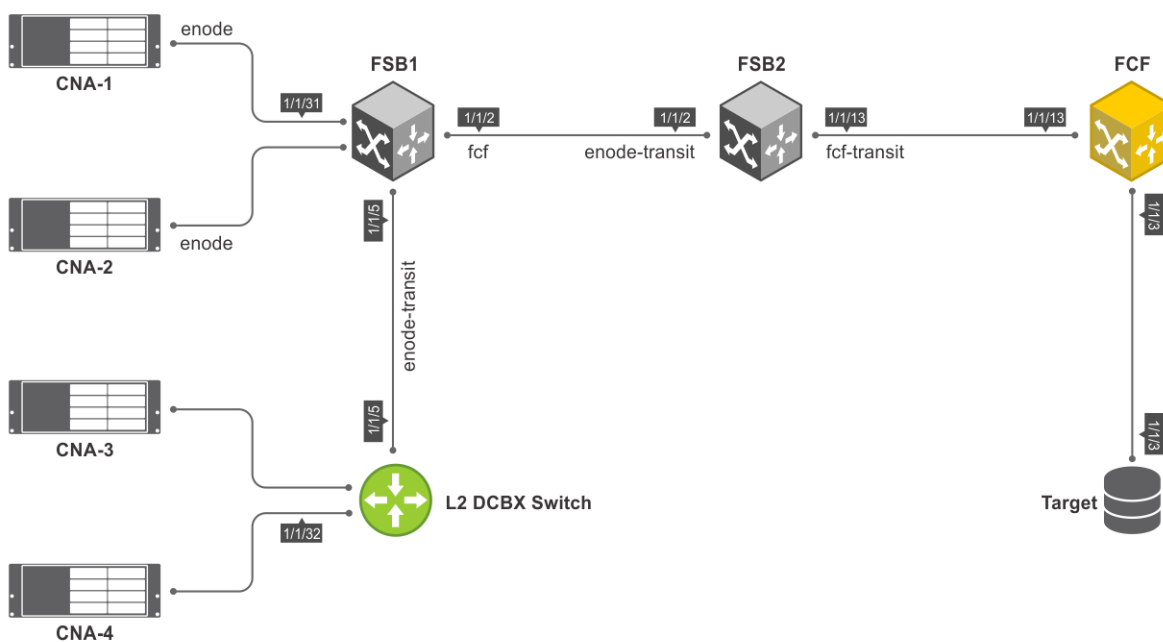 enode
CNA-1
FSB1
FSB2
FCF
1/1/31
1/1/2
1/1/2
1/1/13
1/1/13
fcf
enode-transit
fcf-transit
CNA-2
enode
1/1/5
1/1/3
enode-transit
CNA-3
1/1/5
1/1/3
L2 DCBX Switch
Target
1/1/32
CNA-4